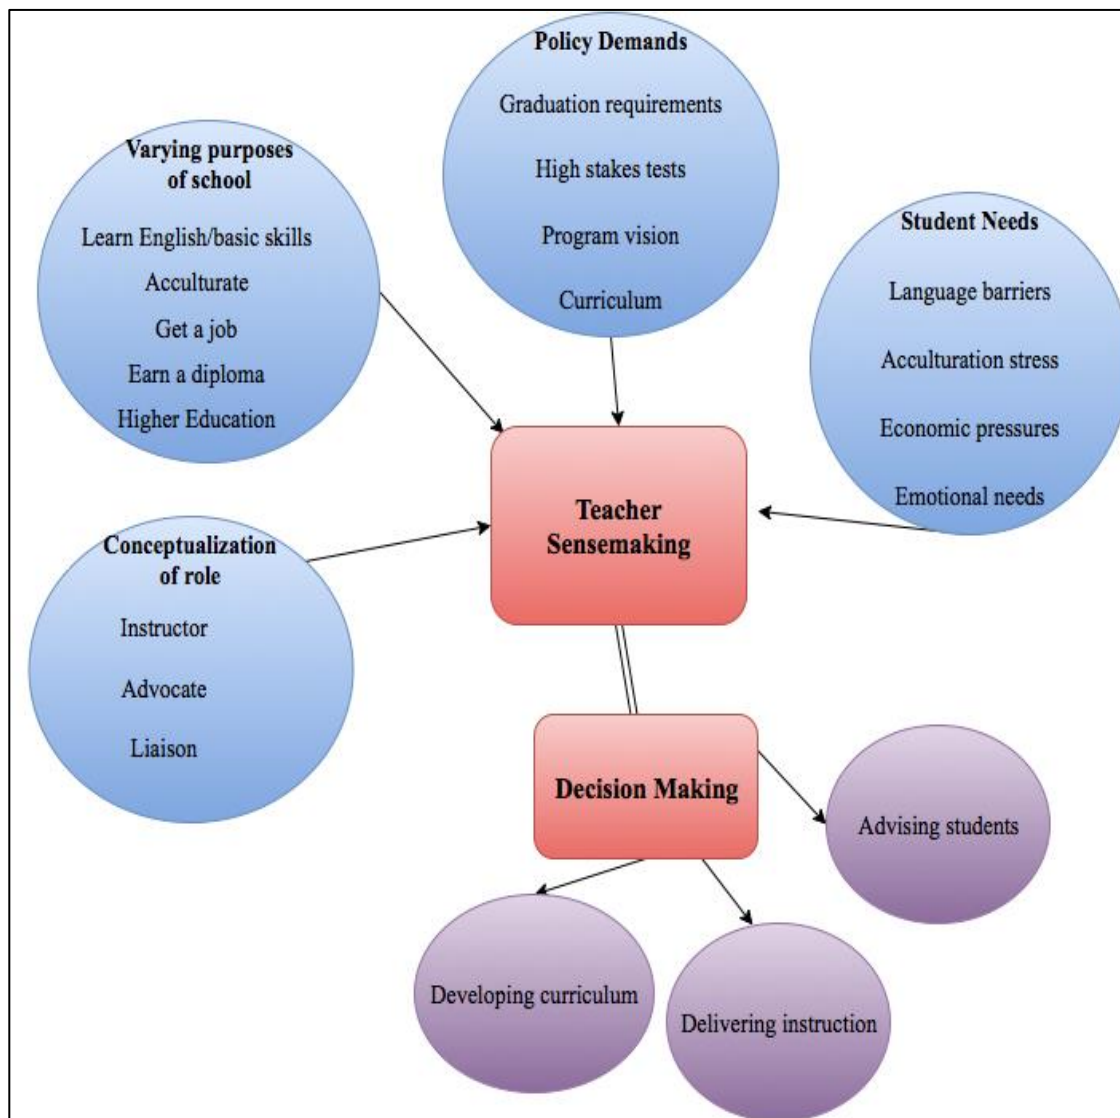 Policy Demands
Graduation requirements
High stakes tests
Program vision
Curriculum
Varying purposes
of school
Learn English/basic skills
Acculturate
Get a job
Earn a diploma
Higher Education
Student Needs
Language barriers
Acculturation stress
Economic pressures
Emotional needs
Conceptualization
of role
Instructor
Advocate
Liaison
Teacher
Sensemaking
Decision Making
Advising students
Developing curriculum
Delivering instruction